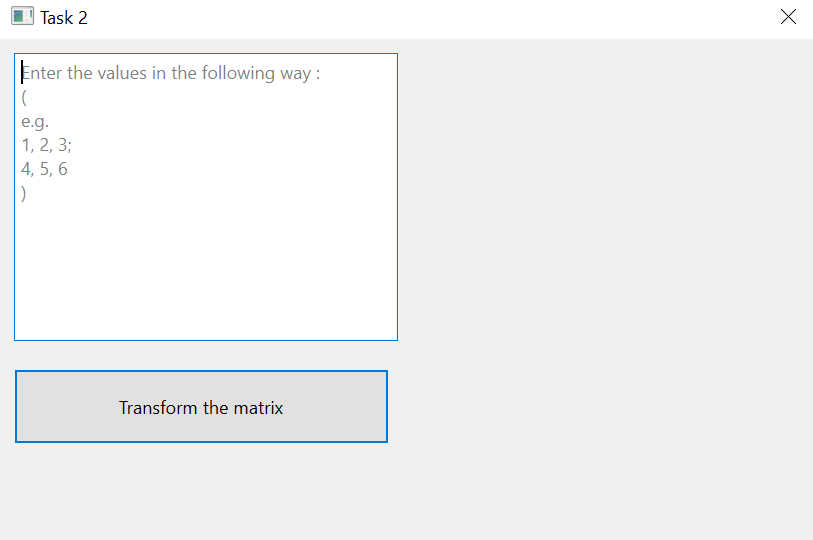 Task 2
Enter the values in the following way :
(
e.g.
1, 2, 3;
4, 5, 6
)
Transform the matrix